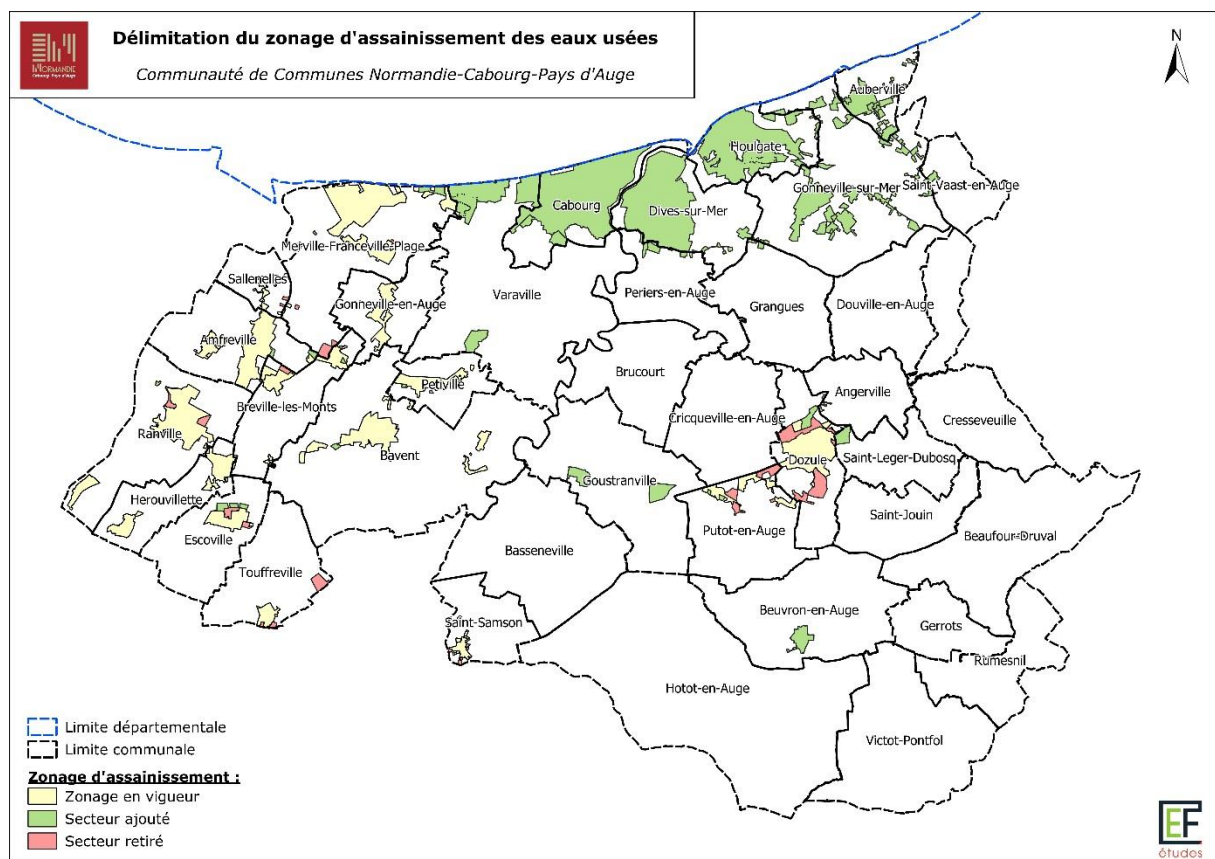 NORMANDIE
Cabourg Pays d'Auge
Délimitation du zonage d'assainissement des eaux usées
Communauté de Communes Normandie-Cabourg-Pays d'Auge
N
Auberville
Houlgate
Gonneville-sur-Mer
Saint-Vaast-en-Auge
Cabourg
Dives-sur-Mer
Merville-Franceville-Plage
Sallenelles
Gonneville-en-Auge
Varaville
Periers-en-Auge
Grangues
Douville-en-Auge
Amfreville
Brucourt
Petiville
Angerville
Breville-les-Monts
Cricqueville-en-Auge
Cresseveuille
Ranville
Bavent
Dozule
Saint-Leger-Dubosq
Goustranville
Herouvillette
Saint-Jouin
Escoville
Putot-en-Auge
Beaufour-Druval
Basseneville
Touffreville
Beuvron-en-Auge
Saint-Samson
Gerrots
Rumesnil
Hotot-en-Auge
Victot-Pontfol
Limite départementale
Limite communale
Zonage d'assainissement :
Zonage en vigueur
Secteur ajouté
Secteur retiré
CEF
études